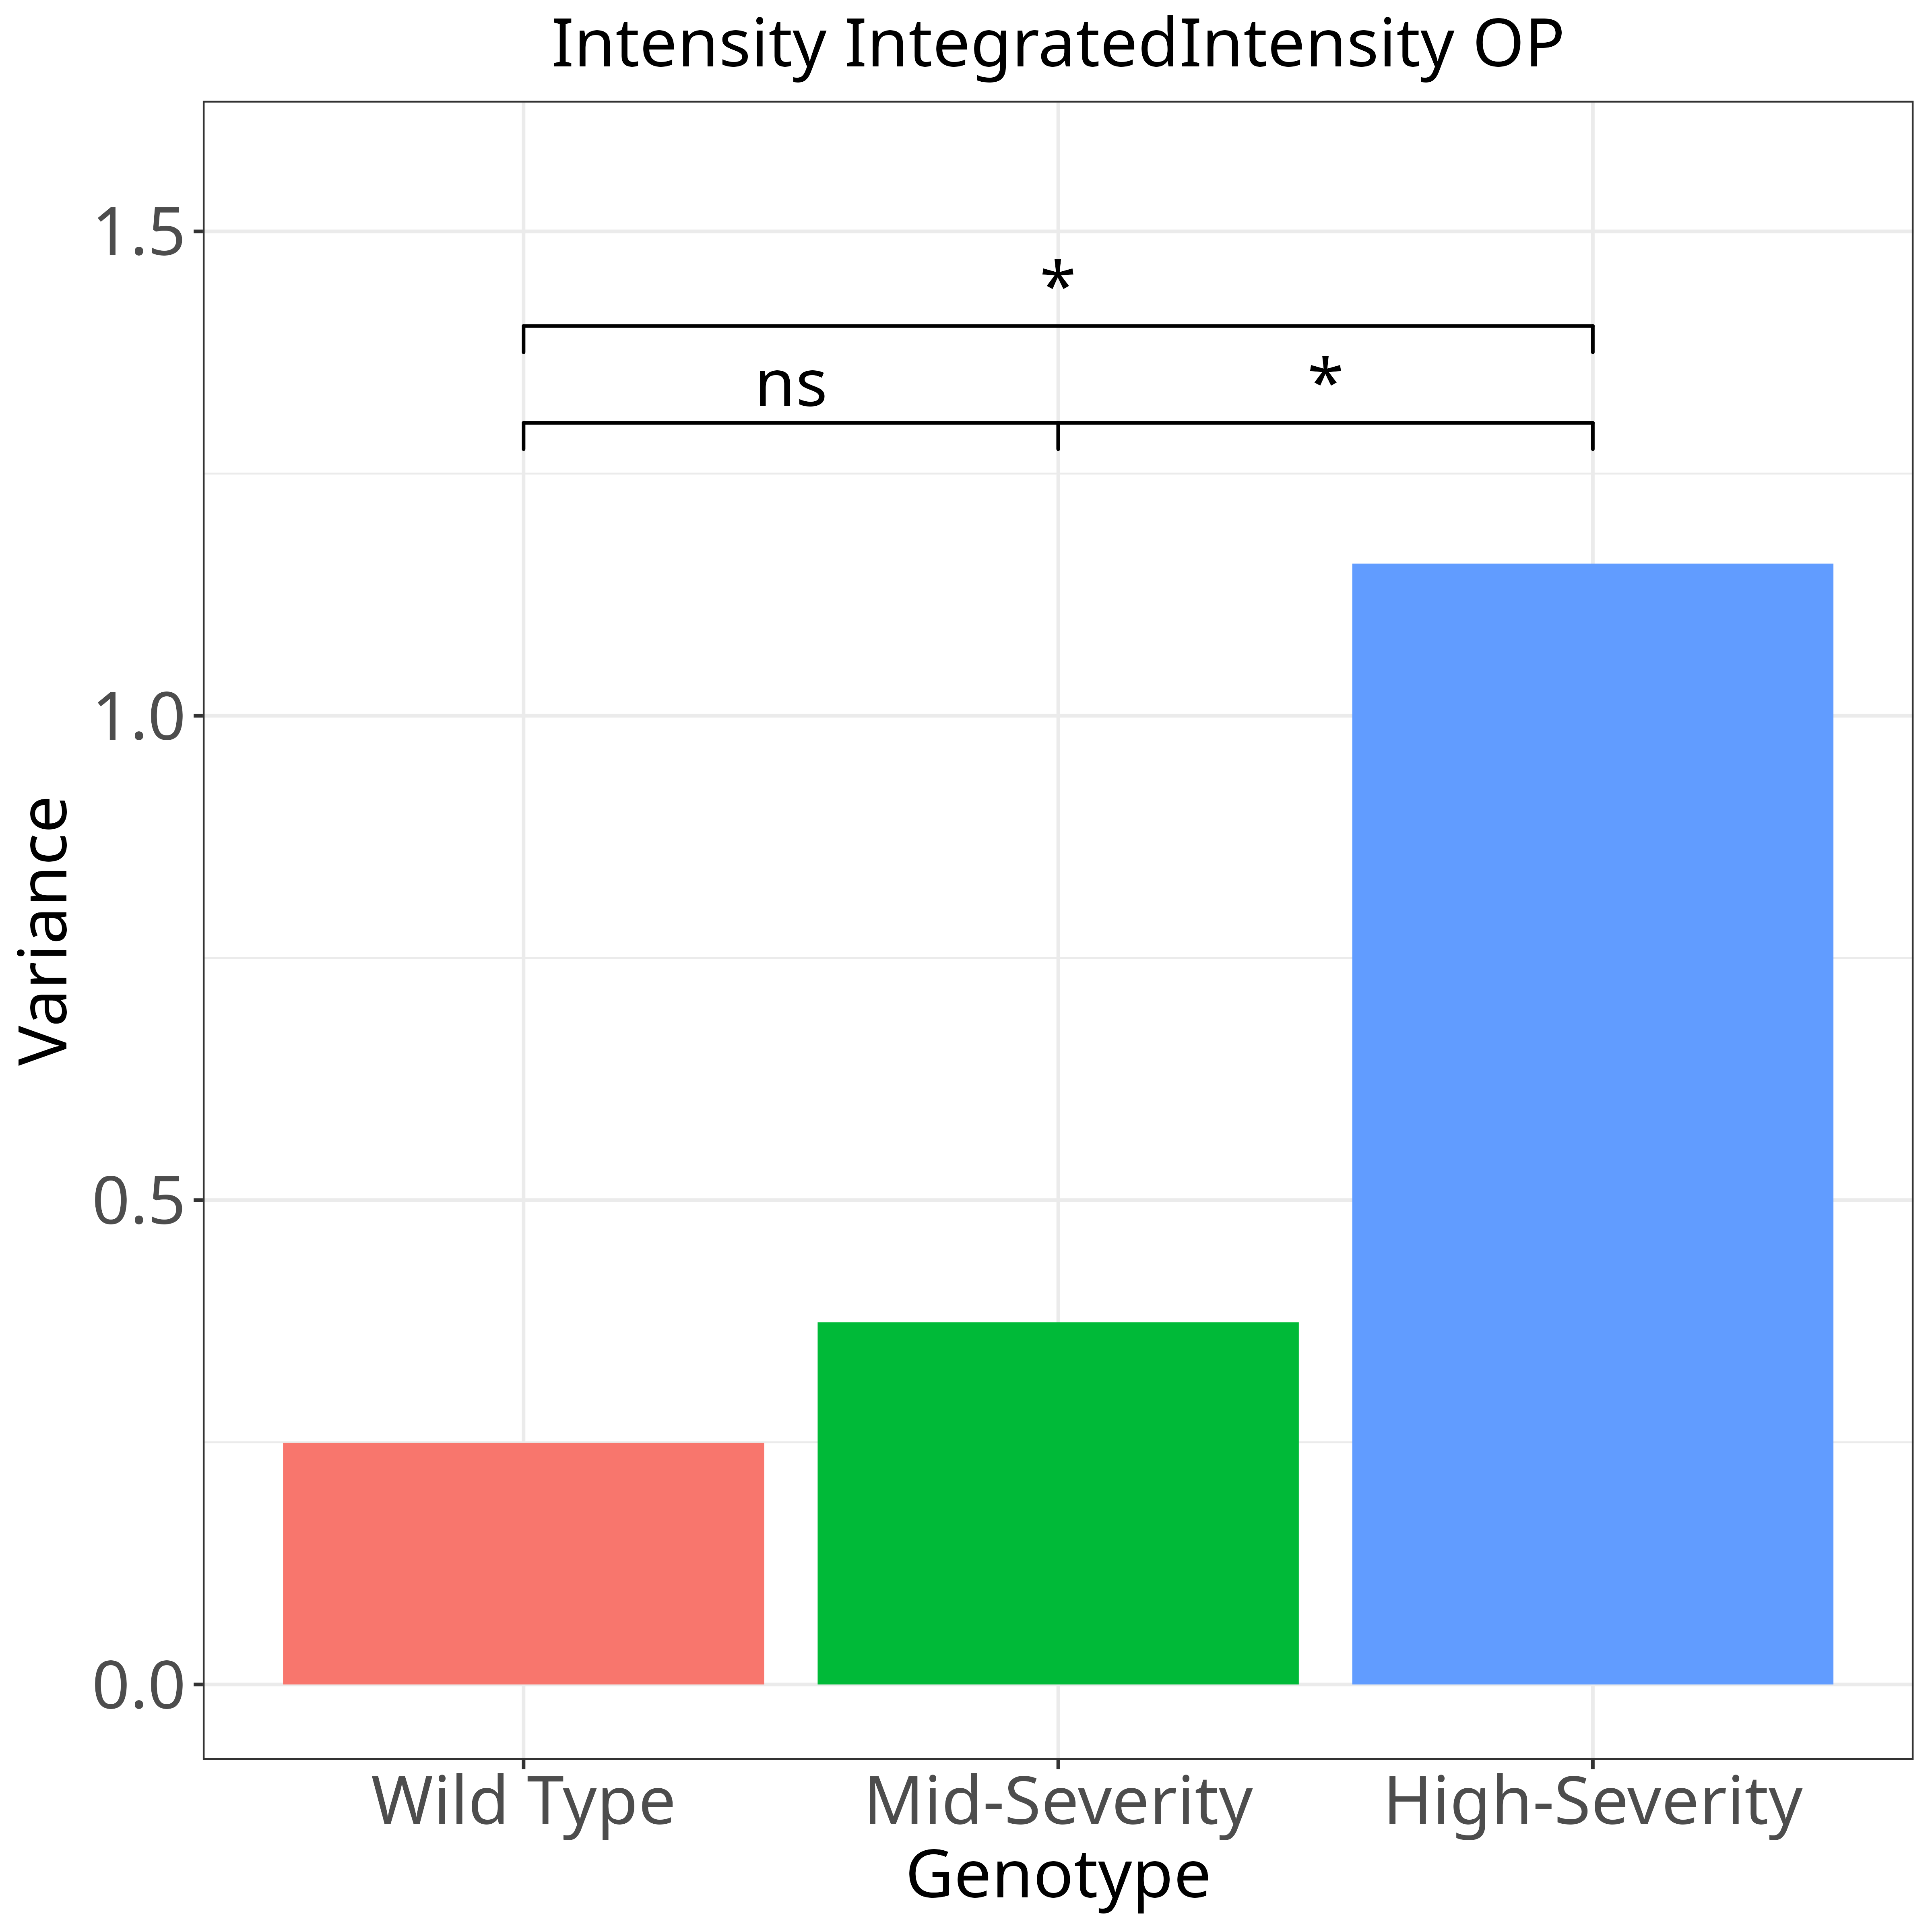 Intensity IntegratedIntensity OP
1.5
*
ns *
1.0
Variance
0.5
0.0
Wild Type Mid-Severity High-Severity
Genotype